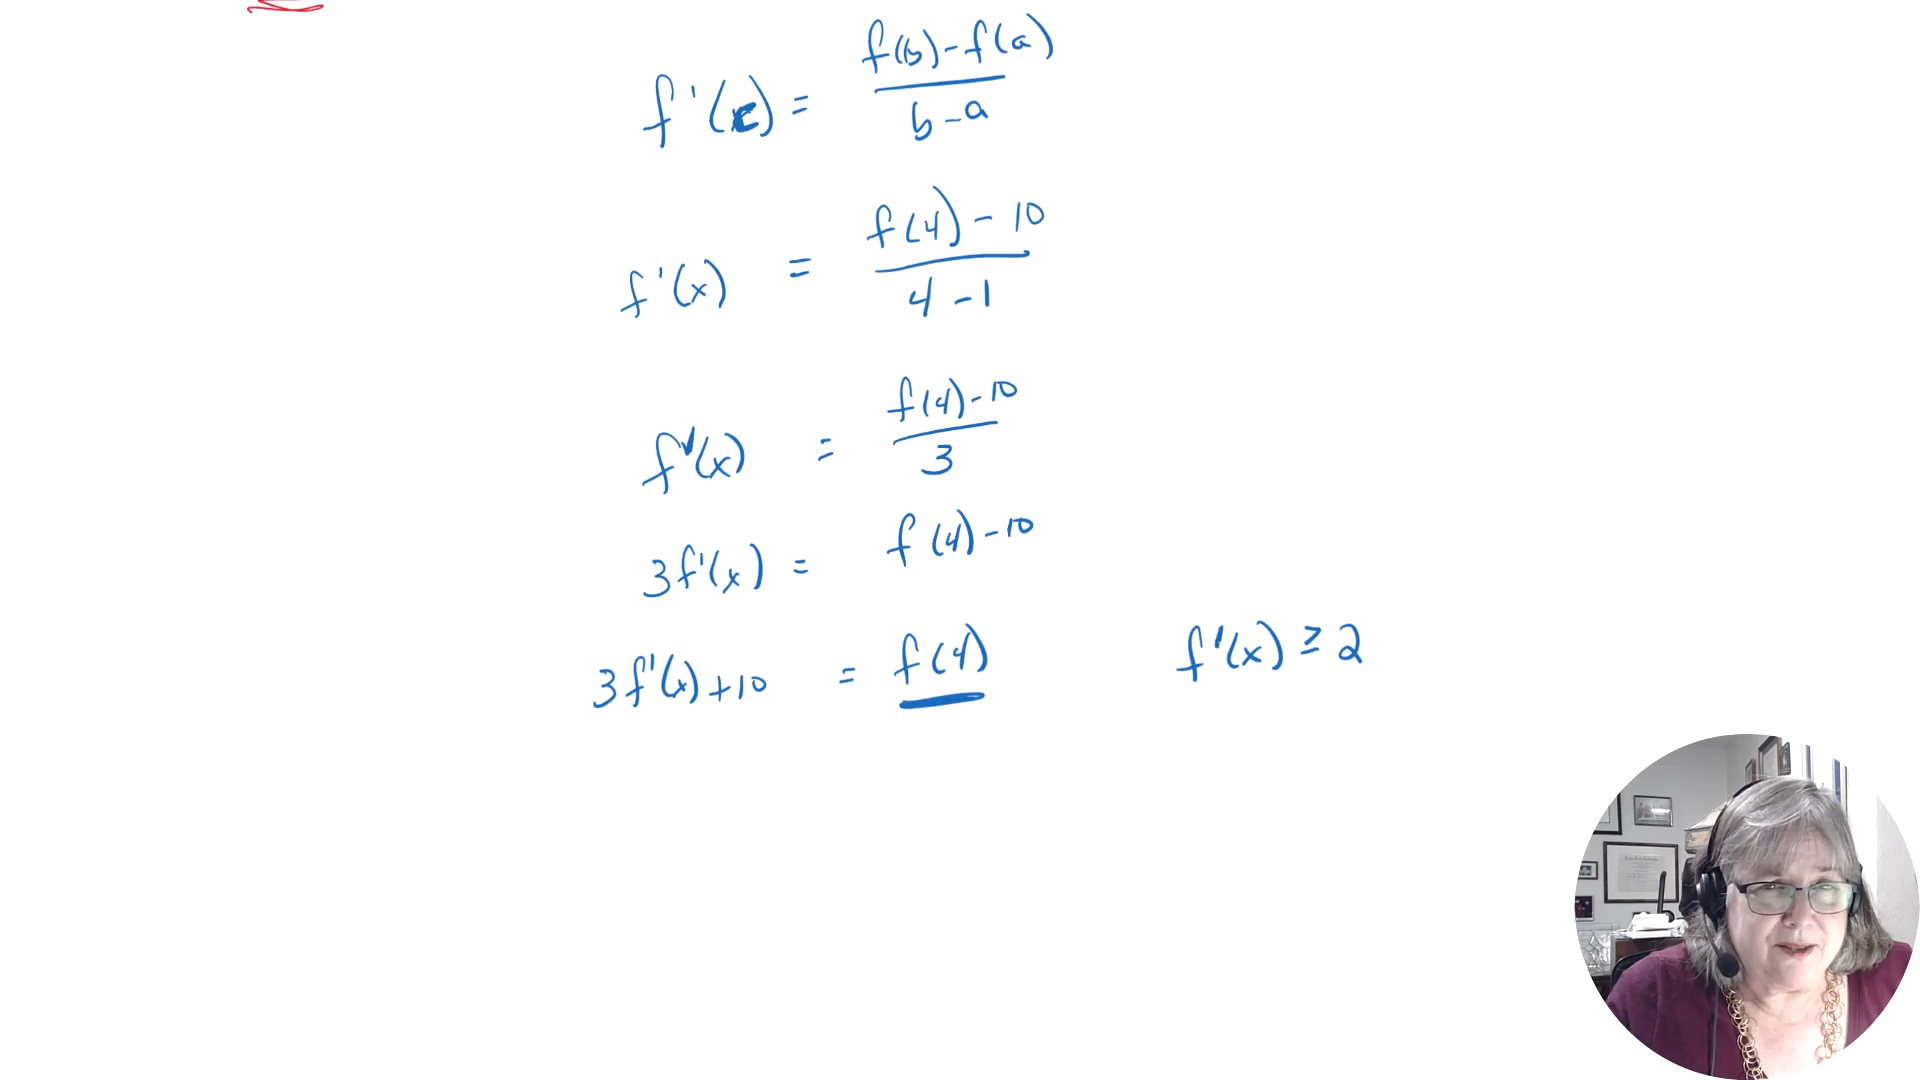 f'(c) = f(b) - f(a) / b - a
f'(x) = f(4) - 10 / 4 - 1
f'(x) = f(4) - 10 / 3
3f'(x) = f(4) - 10
3f'(x) + 10 = f(4)
f'(x) ≥ 2